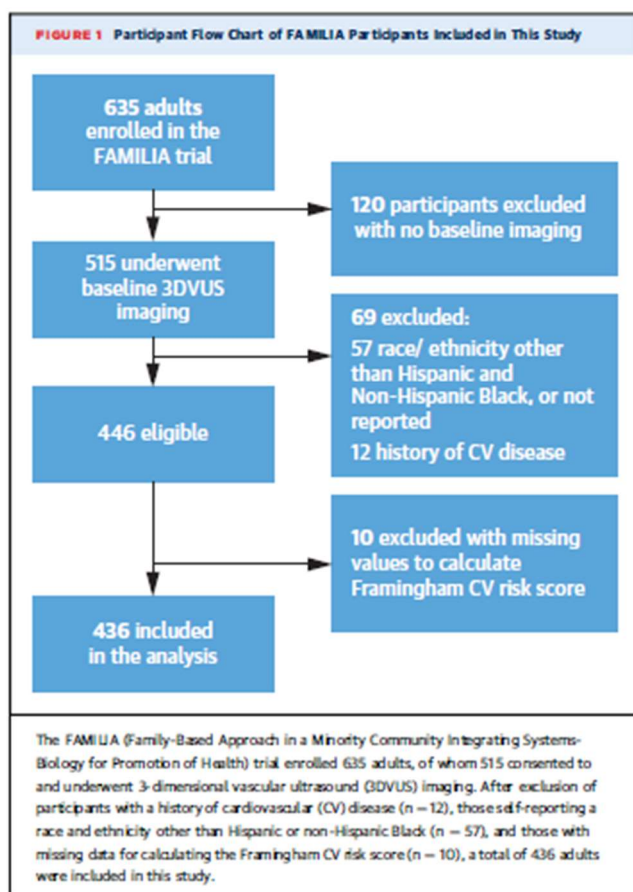 FIGURE 1 Participant Flow Chart of FAMILIA Participants Included in This Study
635 adults
enrolled in the
FAMILIA trial
120 participants excluded
with no baseline imaging
515 underwent
baseline 3DVUS
imaging
69 excluded:
57 race/ ethnicity other
than Hispanic and
Non-Hispanic Black, or not
reported
12 history of CV disease
446 eligible
10 excluded with missing
values to calculate
Framingham CV risk score
436 included
in the analysis
The FAMILIA (Family-Based Approach in a Minority Community Integrating Systems-
Biology for Promotion of Health) trial enrolled 635 adults, of whom 515 consented to
and underwent 3-dimensional vascular ultrasound (3DVUS) imaging. After exclusion of
participants with a history of cardiovascular (CV) disease (n = 12), those self-reporting a
race and ethnicity other than Hispanic or non-Hispanic Black (n = 57), and those with
missing data for calculating the Framingham CV risk score (n = 10), a total of 436 adults
were included in this study.